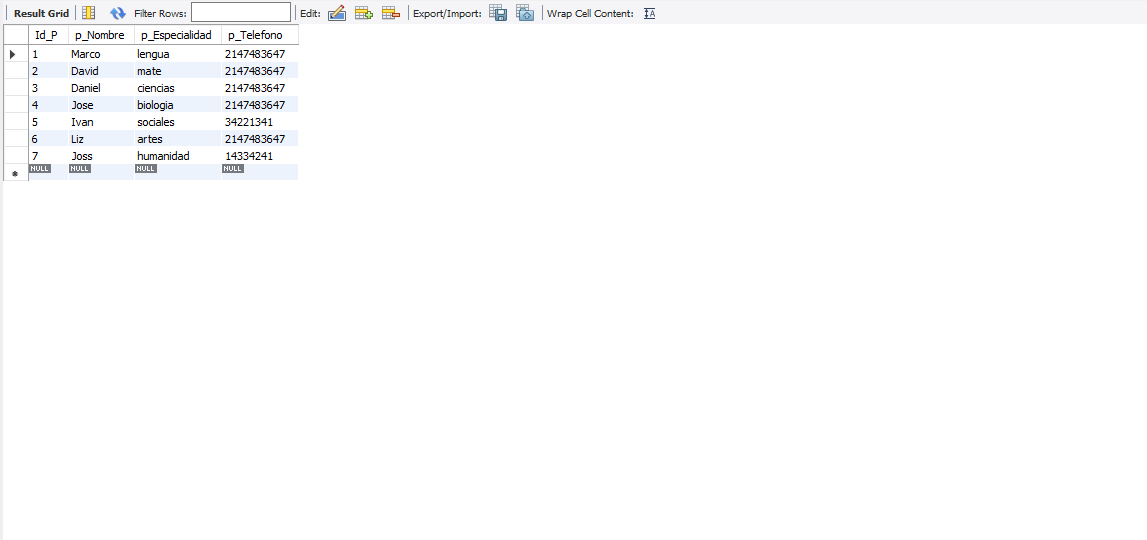 Result Grid Filter Rows: Edit: Export/Import: Wrap Cell Content: IA
Id_P p_Nombre p_Especialidad p_Telefono
1 Marco lengua 2147483647
2 David mate 2147483647
3 Daniel ciencias 2147483647
4 Jose biologia 2147483647
5 Ivan sociales 34221341
6 Liz artes 2147483647
7 Joss humanidad 14334241
NULL NULL NULL NULL